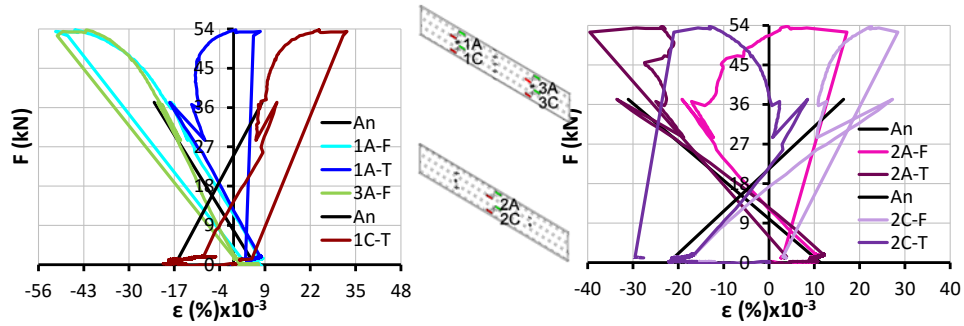 F (kN)
54
45
36
27
18
9
0
-56
-43
-30
-17
-4
9
22
35
48
ε (%)x10⁻³
An
1A-F
1A-T
3A-F
An
1C-T
1A
1C
3A
3C
2A
2C
F (kN)
54
45
36
27
18
9
0
-40
-30
-20
-10
0
10
20
30
40
ε (%)x10⁻³
An
2A-F
2A-T
An
2C-F
2C-T